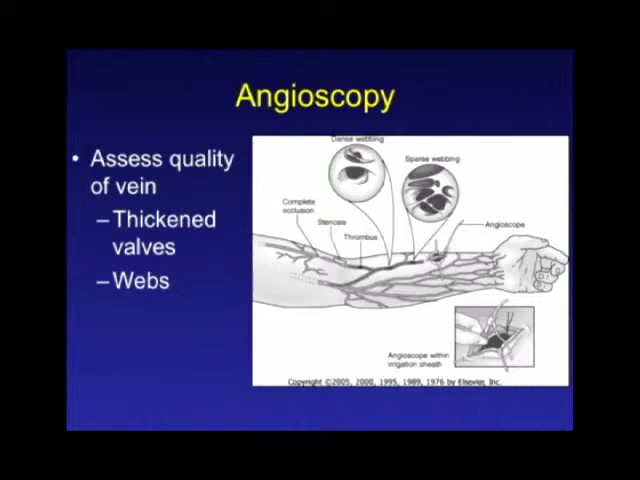 Angioscopy
• Assess quality
of vein
–Thickened
valves
–Webs
Dense webbing
Sparse webbing
Complete
occlusion
Stenosis
Thrombus
Angioscope
Angioscope within
irrigation sheath
Copyright ©2005, 2000, 1995, 1989, 1976 by Elsevier, Inc.